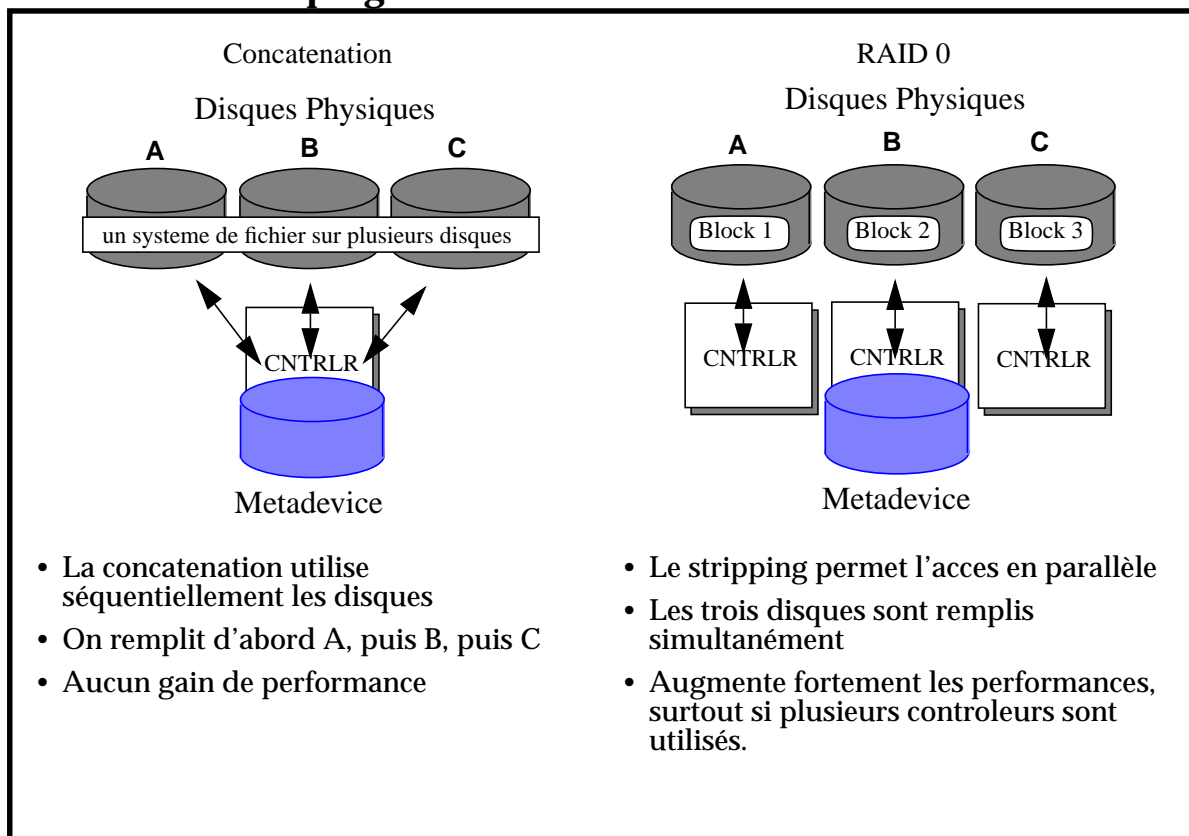 Concatenation
Disques Physiques
A B C
un systeme de fichier sur plusieurs disques
CNTRLR
Metadevice
• La concatenation utilise
séquentiellement les disques
• On remplit d'abord A, puis B, puis C
• Aucun gain de performance
RAID 0
Disques Physiques
A B C
Block 1 Block 2 Block 3
CNTRLR CNTRLR CNTRLR
Metadevice
• Le stripping permet l'acces en parallèle
• Les trois disques sont remplis
simultanément
• Augmente fortement les performances,
surtout si plusieurs controleurs sont
utilisés.